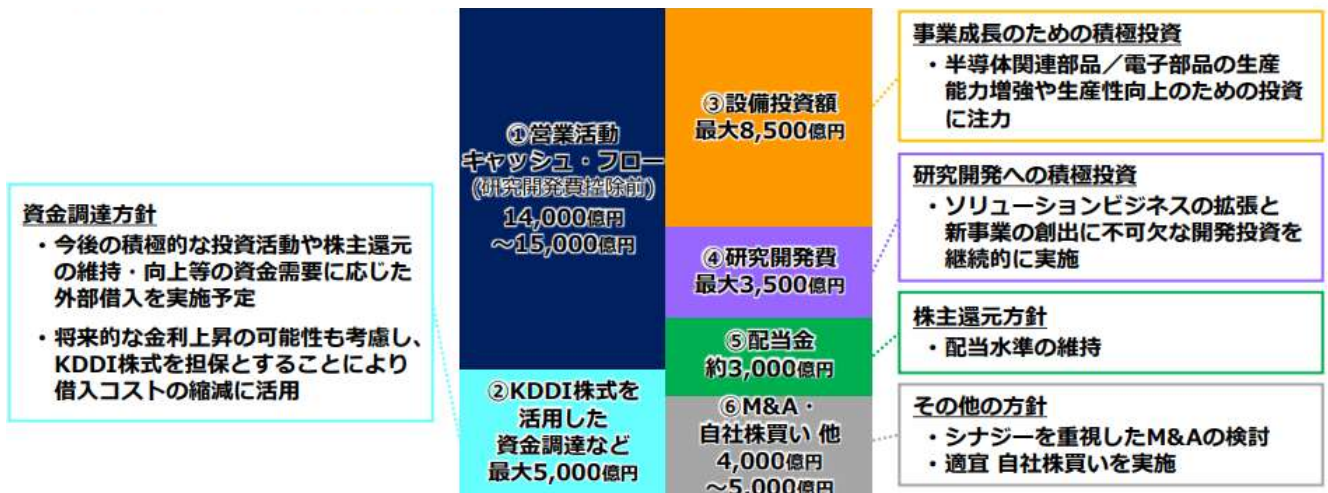 資金調達方針
・今後の積極的な投資活動や株主還元
の維持・向上等の資金需要に応じた
外部借入を実施予定
・将来的な金利上昇の可能性も考慮し、
KDDI株式を担保とすることにより
借入コストの縮減に活用
①営業活動
キャッシュ・フロー
(研究開発費控除前)
14,000億円
~15,000億円
②KDDI株式を
活用した
資金調達など
最大5,000億円
③設備投資額
最大8,500億円
④研究開発費
最大3,500億円
⑤配当金
約3,000億円
⑥M&A・
自社株買い 他
4,000億円
~5,000億円
事業成長のための積極投資
・半導体関連部品／電子部品の生産
能力増強や生産性向上のための投資
に注力
研究開発への積極投資
・ソリューションビジネスの拡張と
新事業の創出に不可欠な開発投資を
継続的に実施
株主還元方針
・配当水準の維持
その他の方針
・シナジーを重視したM&Aの検討
・適宜 自社株買いを実施